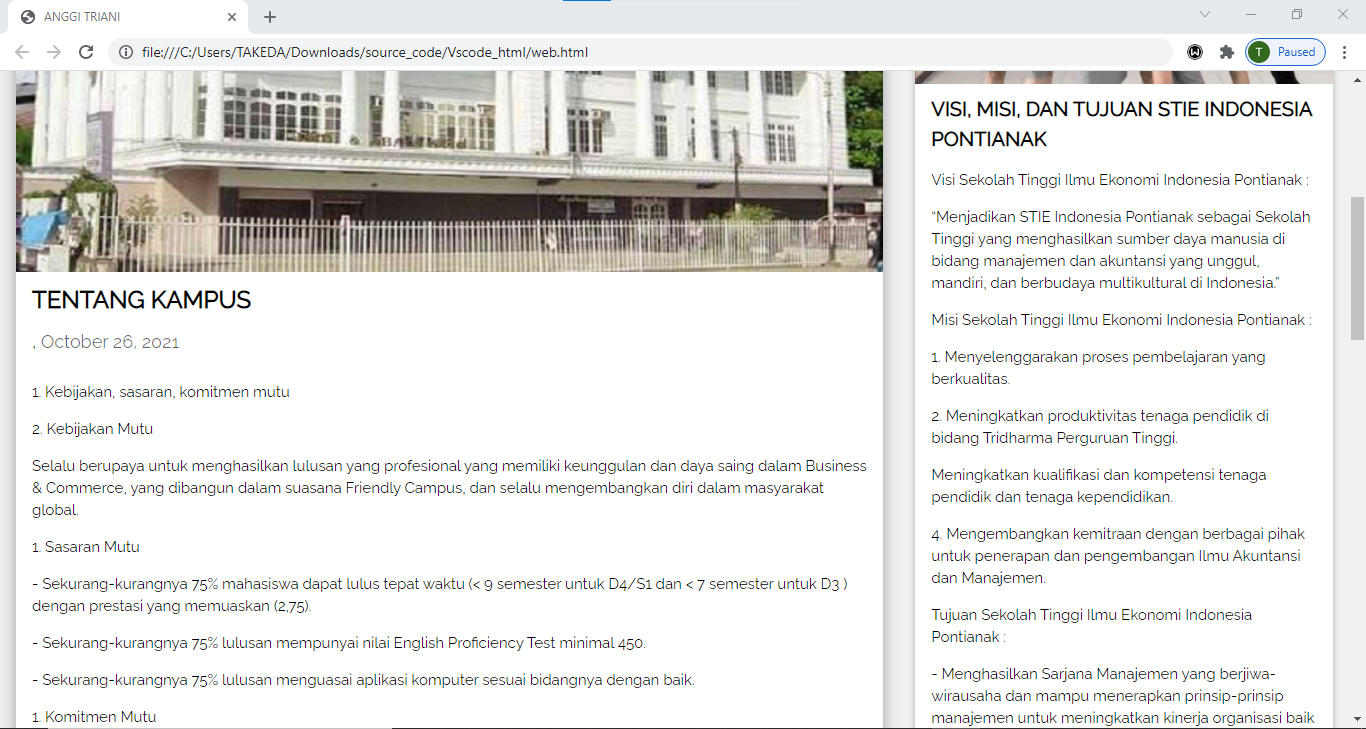 ANGGI TRIANI
file:///C:/Users/TAKEDA/Downloads/source_code/Vscode_html/web.html
T
Paused
TENTANG KAMPUS
, October 26, 2021
1. Kebijakan, sasaran, komitmen mutu
2. Kebijakan Mutu
Selalu berupaya untuk menghasilkan lulusan yang profesional yang memiliki keunggulan dan daya saing dalam Business
& Commerce, yang dibangun dalam suasana Friendly Campus, dan selalu mengembangkan diri dalam masyarakat
global.
1. Sasaran Mutu
- Sekurang-kurangnya 75% mahasiswa dapat lulus tepat waktu (< 9 semester untuk D4/S1 dan < 7 semester untuk D3 )
dengan prestasi yang memuaskan (2,75).
- Sekurang-kurangnya 75% lulusan mempunyai nilai English Proficiency Test minimal 450.
- Sekurang-kurangnya 75% lulusan menguasai aplikasi komputer sesuai bidangnya dengan baik.
1. Komitmen Mutu
VISI, MISI, DAN TUJUAN STIE INDONESIA
PONTIANAK
Visi Sekolah Tinggi Ilmu Ekonomi Indonesia Pontianak :
“Menjadikan STIE Indonesia Pontianak sebagai Sekolah
Tinggi yang menghasilkan sumber daya manusia di
bidang manajemen dan akuntansi yang unggul,
mandiri, dan berbudaya multikultural di Indonesia.”
Misi Sekolah Tinggi Ilmu Ekonomi Indonesia Pontianak :
1. Menyelenggarakan proses pembelajaran yang
berkualitas.
2. Meningkatkan produktivitas tenaga pendidik di
bidang Tridharma Perguruan Tinggi.
Meningkatkan kualifikasi dan kompetensi tenaga
pendidik dan tenaga kependidikan.
4. Mengembangkan kemitraan dengan berbagai pihak
untuk penerapan dan pengembangan Ilmu Akuntansi
dan Manajemen.
Tujuan Sekolah Tinggi Ilmu Ekonomi Indonesia
Pontianak :
- Menghasilkan Sarjana Manajemen yang berjiwa-
wirausaha dan mampu menerapkan prinsip-prinsip
manajemen untuk meningkatkan kinerja organisasi baik